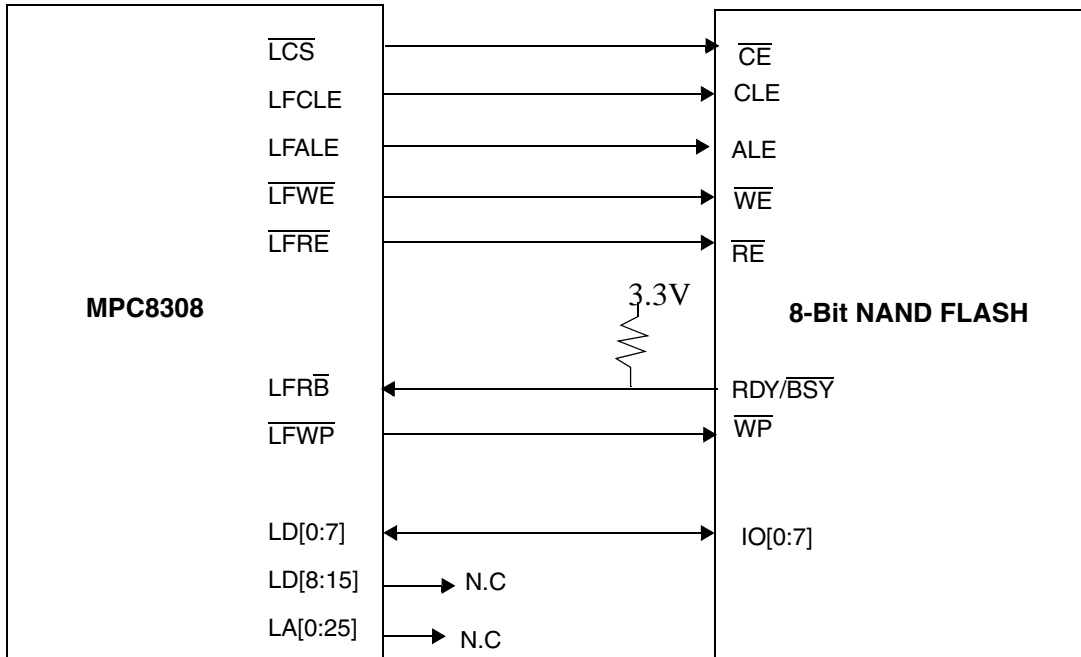 LCS CE
LFCLE CLE
LFALE ALE
LFWE WE
LFRE RE
3.3V
MPC8308 8-Bit NAND FLASH
LFRB RDY/BSY
LFWP WP
LD[0:7] IO[0:7]
LD[8:15] N.C
LA[0:25] N.C